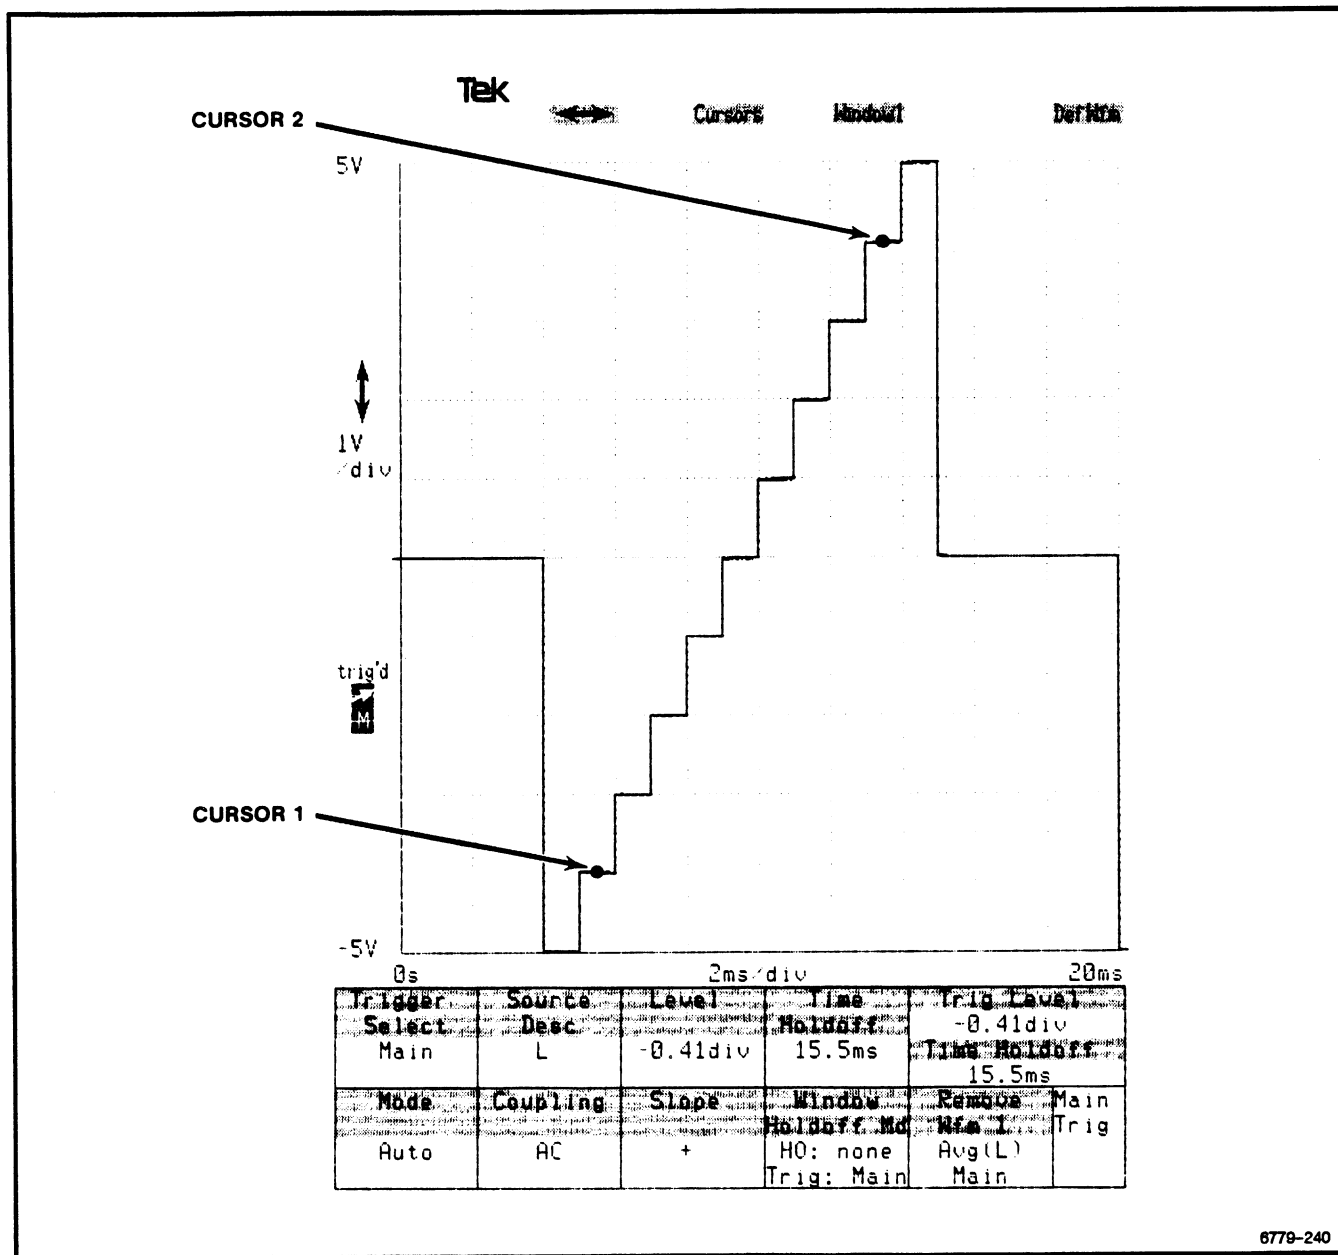 Tek
CURSOR 2
Cursors Window1 DefWfm
5V
1V
/div
trig'd
M
CURSOR 1
-5V
0s 2ms/div 20ms
Trigger Source Level Time Trig Level
Select Desc Holdoff -0.41div
Main L -0.41div 15.5ms Time Holdoff
15.5ms
Mode Coupling Slope Window Remove Main
Holdoff Md Wfm 1 Trig
Auto AC + HO: none Avg(L)
Trig: Main Main
6779-240